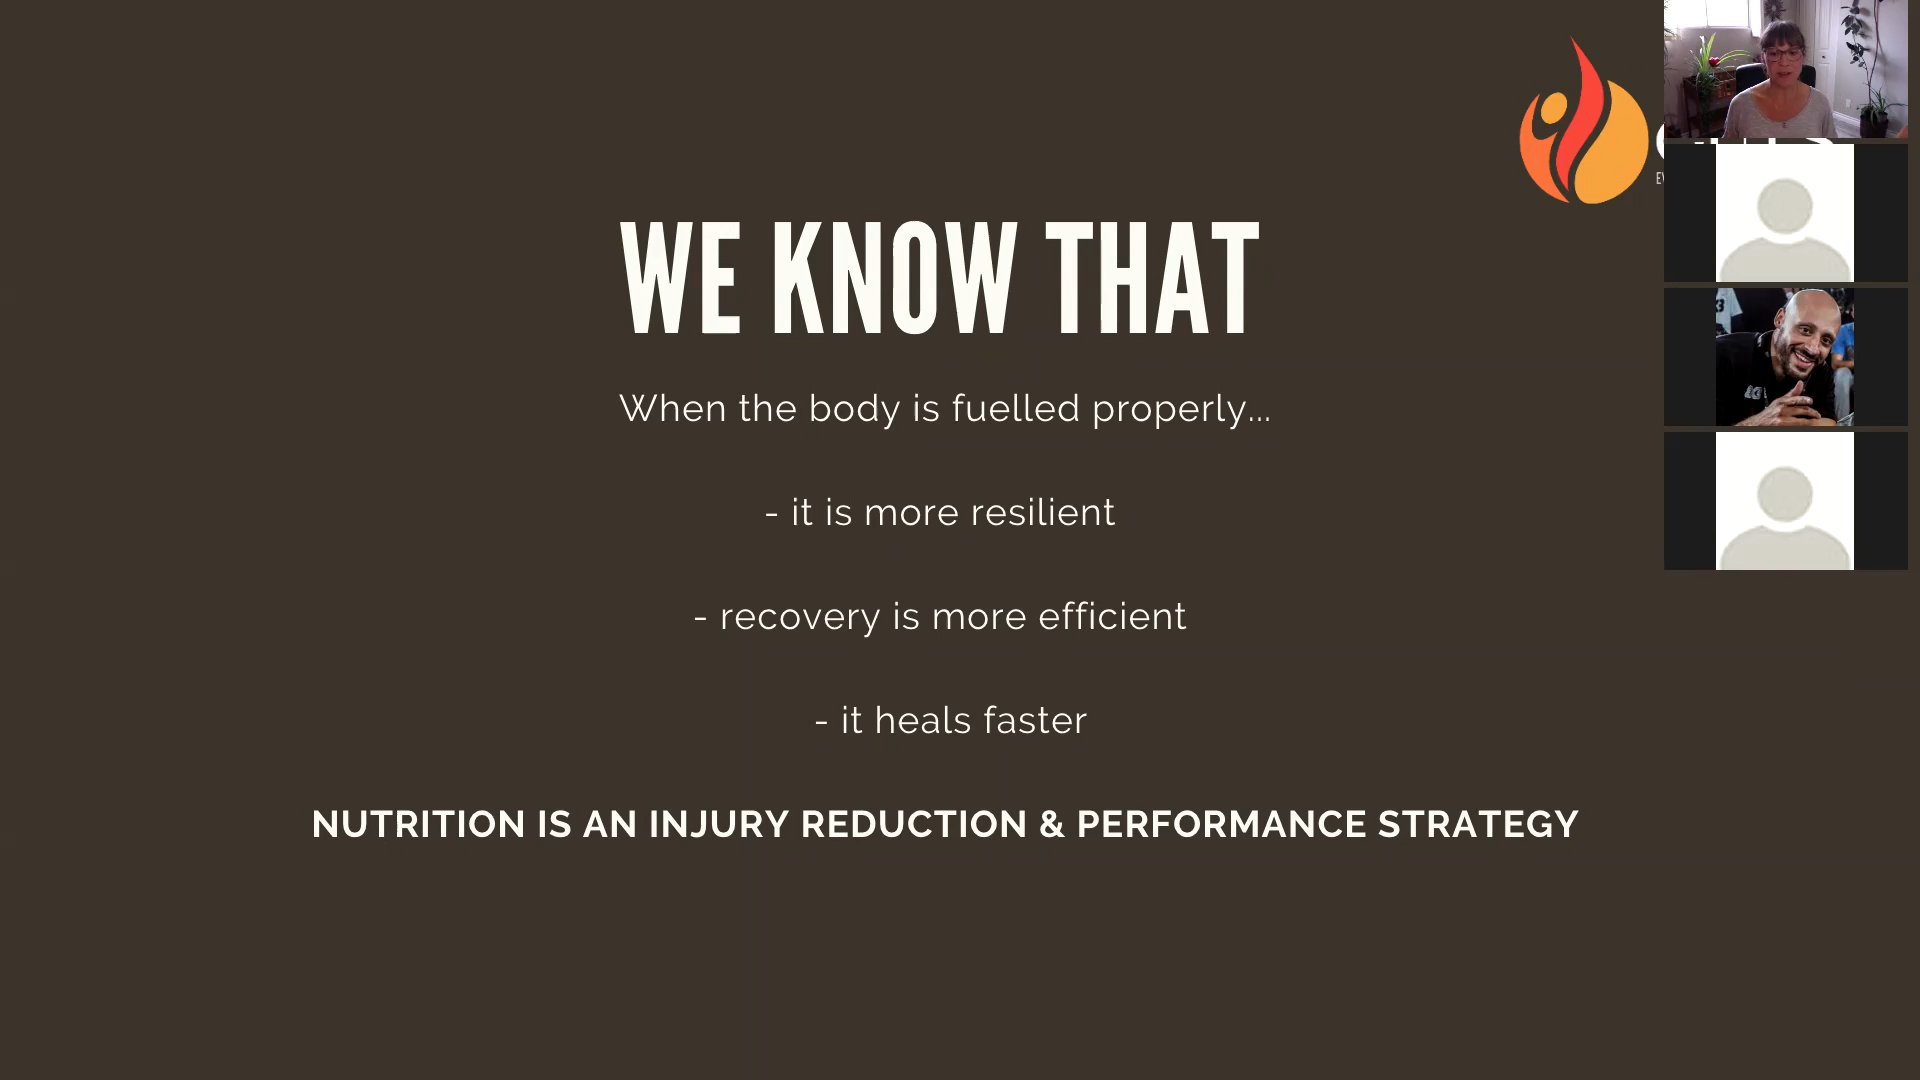 WE KNOW THAT
When the body is fuelled properly...
- it is more resilient
- recovery is more efficient
- it heals faster
NUTRITION IS AN INJURY REDUCTION & PERFORMANCE STRATEGY